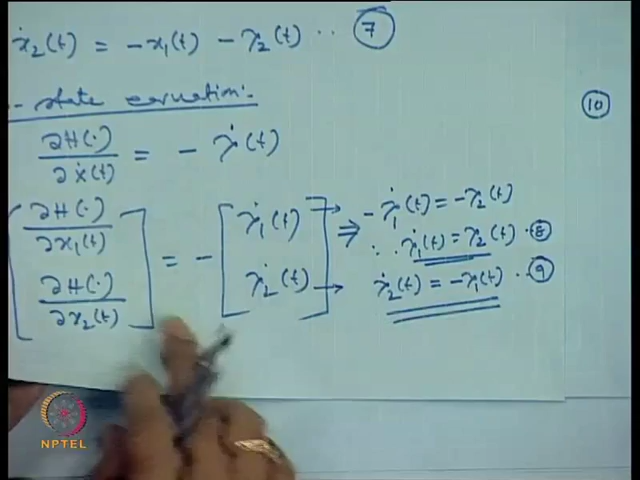 ẋ₂(t) = -x₁(t) - λ₂(t) ·· ⑦
- state equation:
⑩
∂H(·)/∂ẋ(t) = - λ̇(t)
[∂H(·)/∂x₁(t) ∂H(·)/∂x₂(t)] = - [λ̇₁(t) λ̇₂(t)]
⇒ -λ̇₁(t) = -λ₂(t)
∴ λ̇₁(t) = λ₂(t) ·⑧
λ̇₂(t) = -λ₁(t) ··⑨
NPTEL